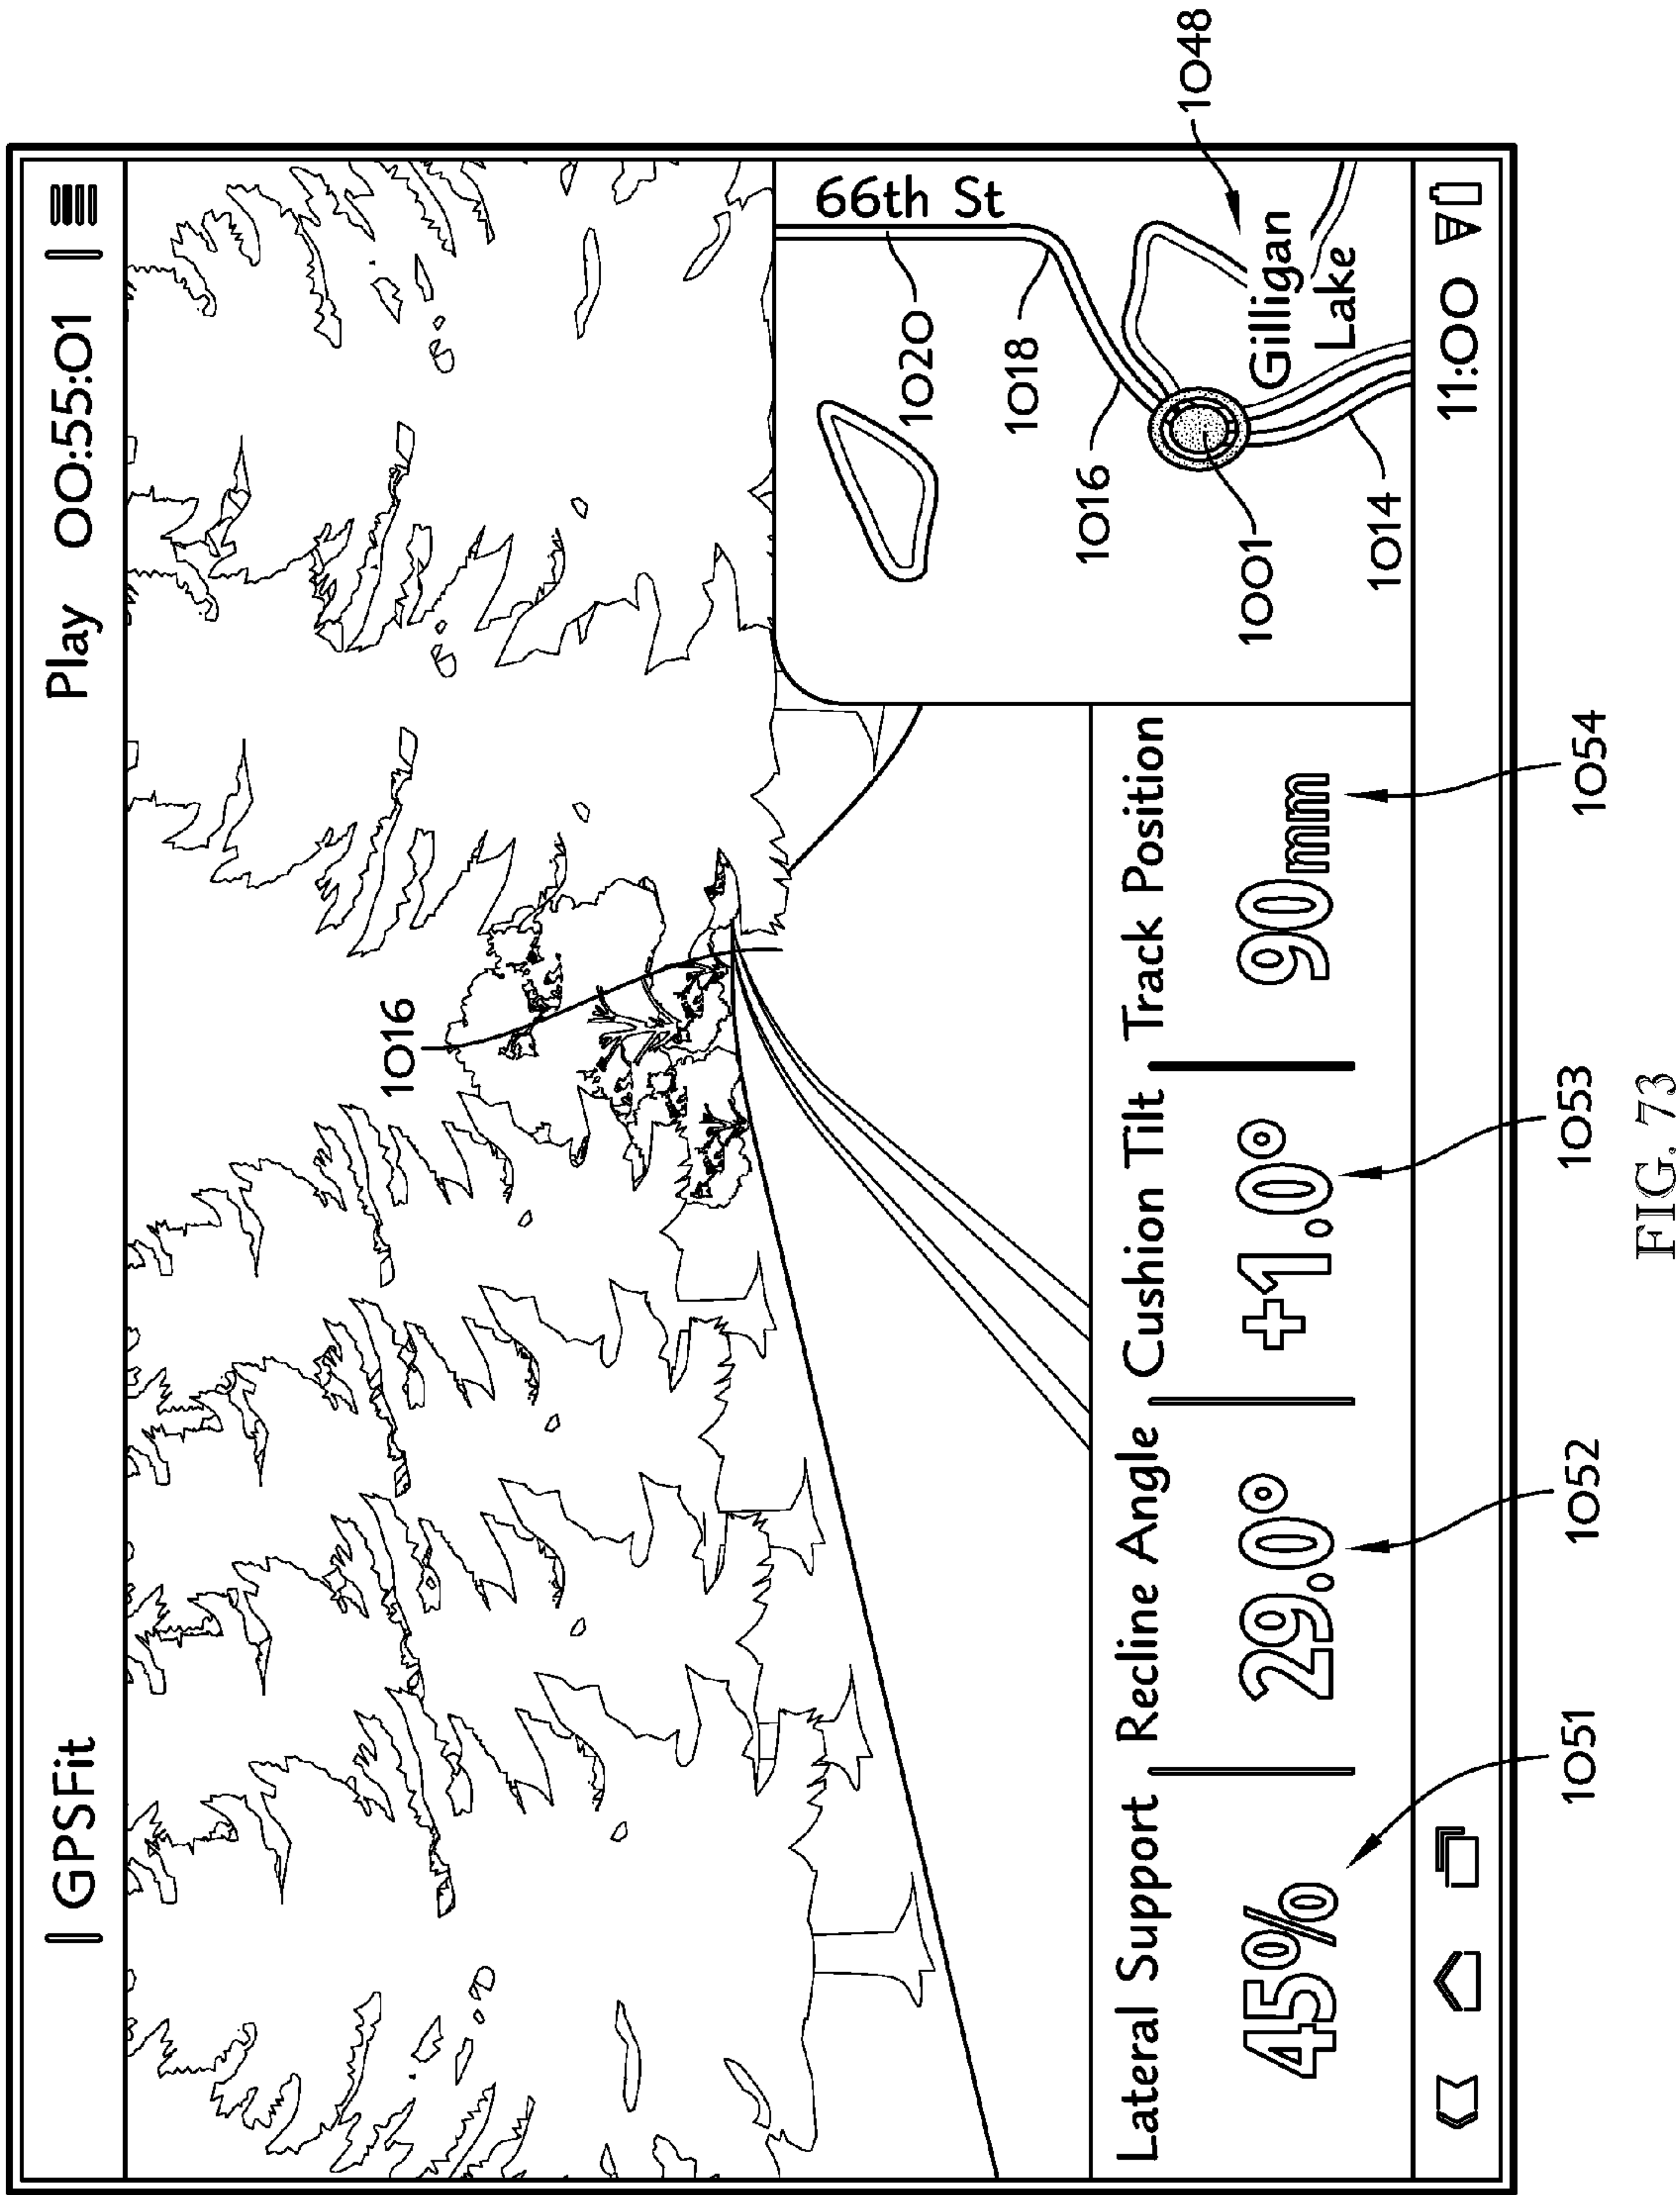 GPSFit
Play 00:55:01
1016
66th St
1020
1018
1016
1048
Gilligan
Lake
1001
1014
Lateral Support
Recline Angle
Cushion Tilt
Track Position
45%
29.0°
+1.0°
90mm
11:00
1051
1052
1053
1054
FIG. 73